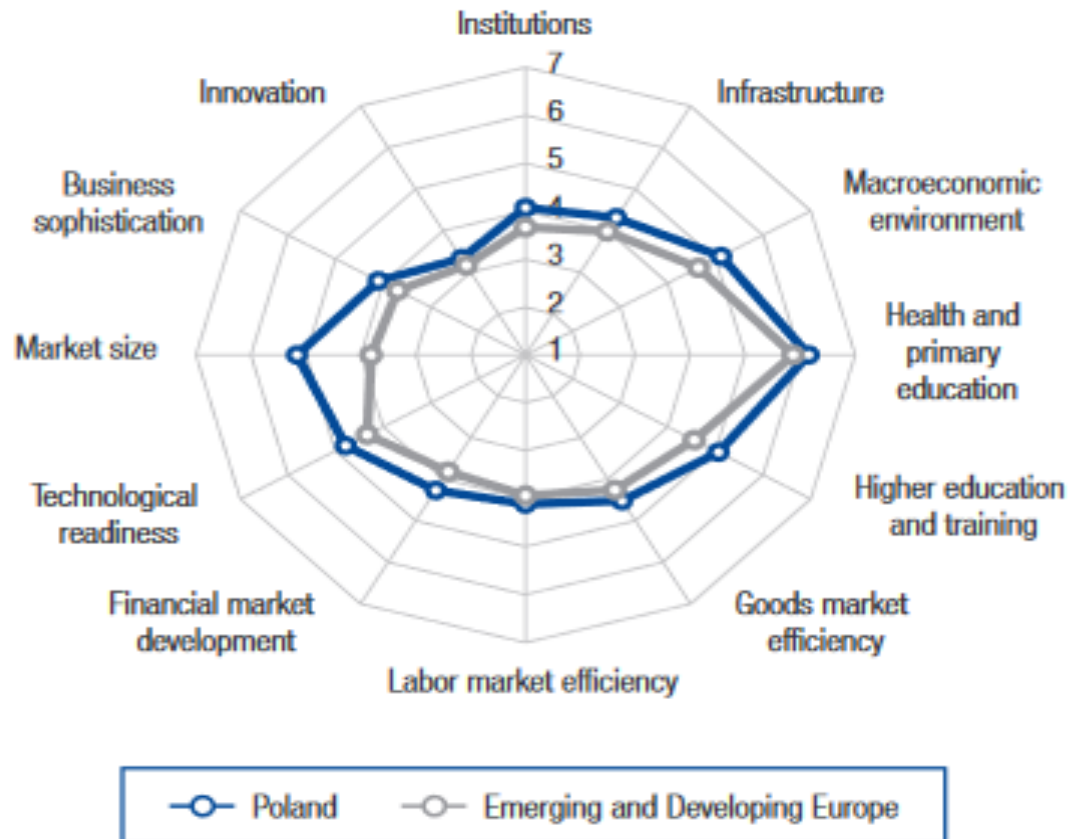 Institutions
7
6
5
4
3
2
1
Infrastructure
Macroeconomic
environment
Health and
primary
education
Higher education
and training
Goods market
efficiency
Labor market efficiency
Financial market
development
Technological
readiness
Market size
Business
sophistication
Innovation
Poland
Emerging and Developing Europe